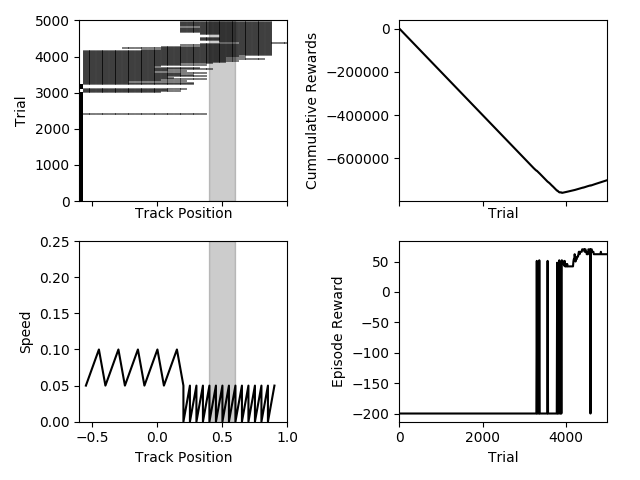 5000
4000
3000
2000
1000
0
Trial
Track Position
0
−200000
−400000
−600000
Cummulative Rewards
Trial
0.25
0.20
0.15
0.10
0.05
0.00
Speed
−0.5 0.0 0.5 1.0
Track Position
50
0
−50
−100
−150
−200
Episode Reward
0 2000 4000
Trial